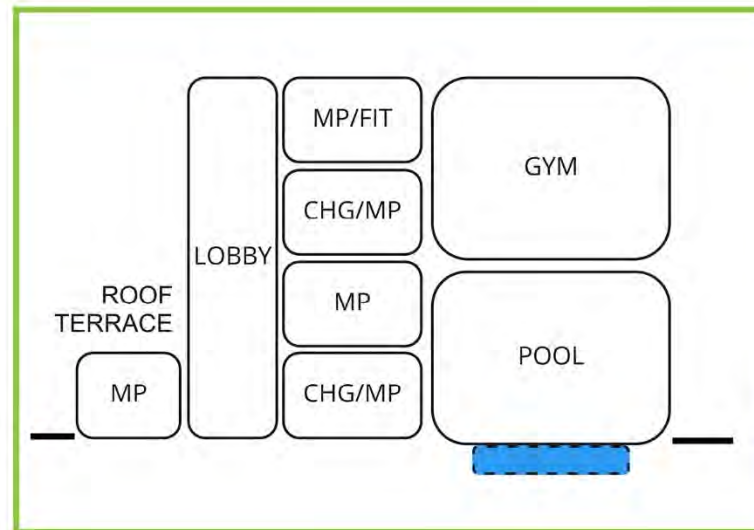 MP/FIT
GYM
CHG/MP
LOBBY
ROOF
TERRACE
MP
POOL
MP
CHG/MP